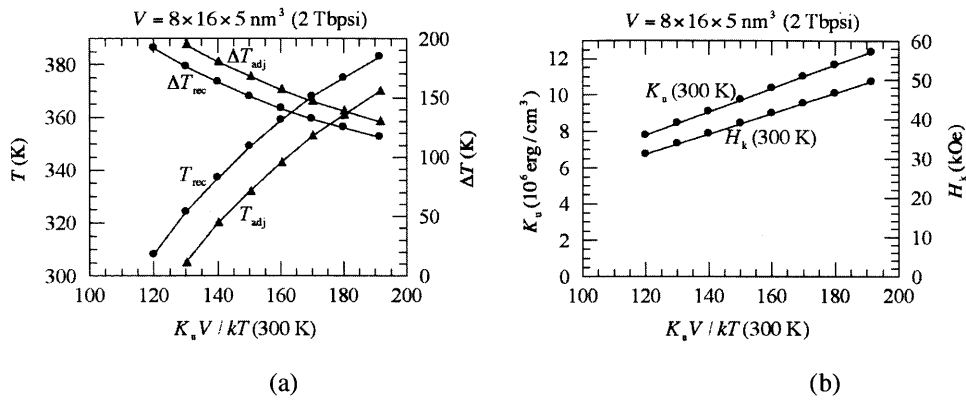 V = 8×16×5 nm³ (2 Tbpsi)
380
360
340
320
300
T (K)
ΔT_adj
ΔT_rec
T_rec
T_adj
200
150
100
50
0
ΔT (K)
100 120 140 160 180 200
K_u V / kT (300 K)
(a)
V = 8×16×5 nm³ (2 Tbpsi)
12
10
8
6
4
2
0
K_u (10⁶ erg / cm³)
K_u (300 K)
H_k (300 K)
60
50
40
30
20
10
0
H_k (kOe)
100 120 140 160 180 200
K_u V / kT (300 K)
(b)